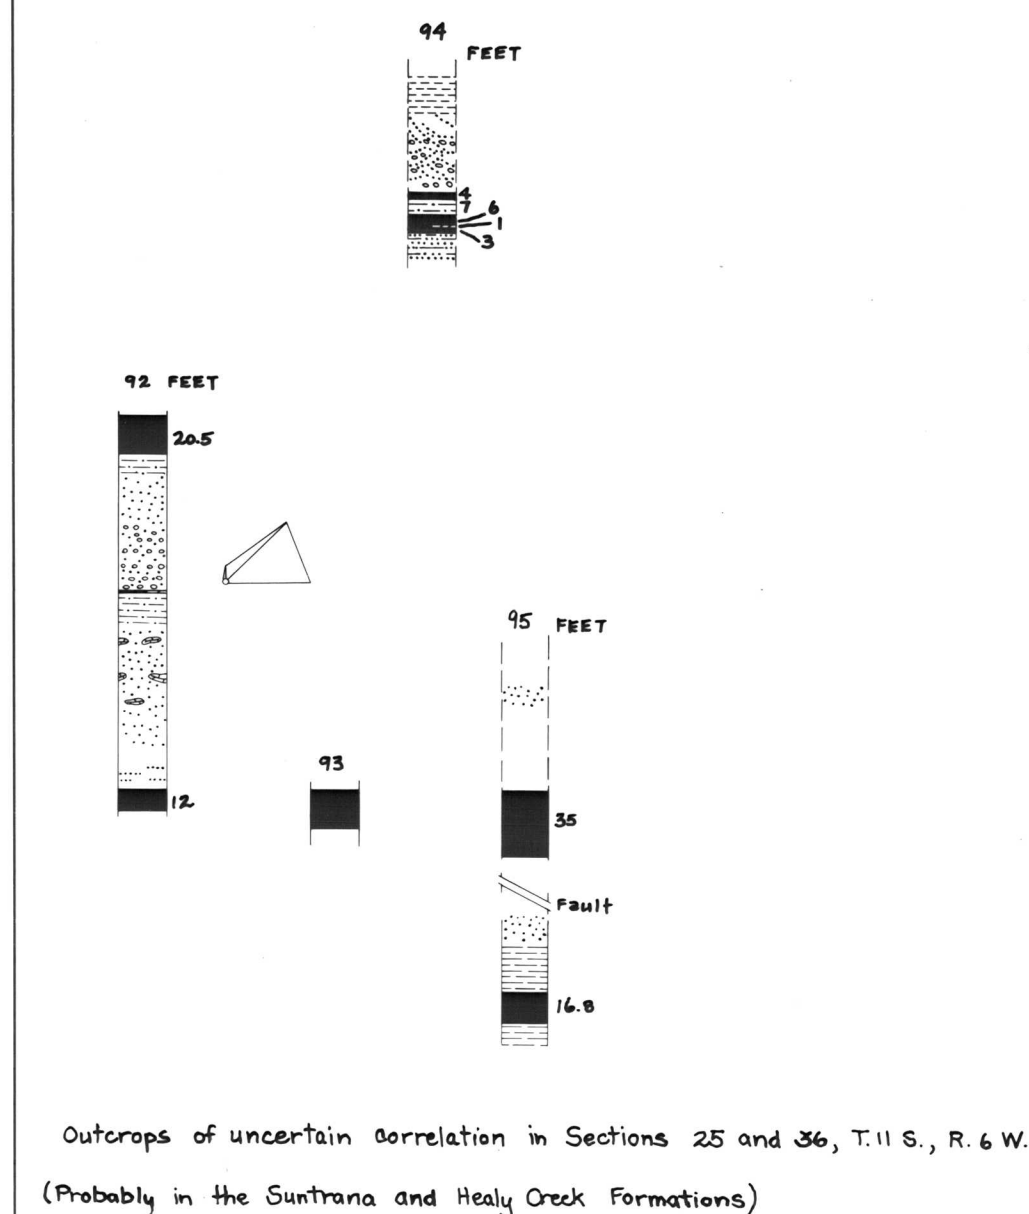 94
FEET
4
7
6
1
3
92 FEET
20.5
12
93
95 FEET
35
Fault
16.8
Outcrops of uncertain correlation in Sections 25 and 36, T. 11 S., R. 6 W.
(Probably in the Suntrana and Healy Creek Formations)